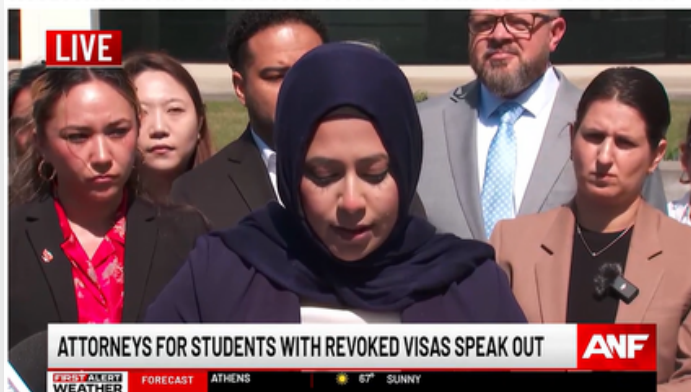 LIVE
ATTORNEYS FOR STUDENTS WITH REVOKED VISAS SPEAK OUT
ANF
FIRST ALERT
WEATHER
FORECAST
ATHENS
67° SUNNY